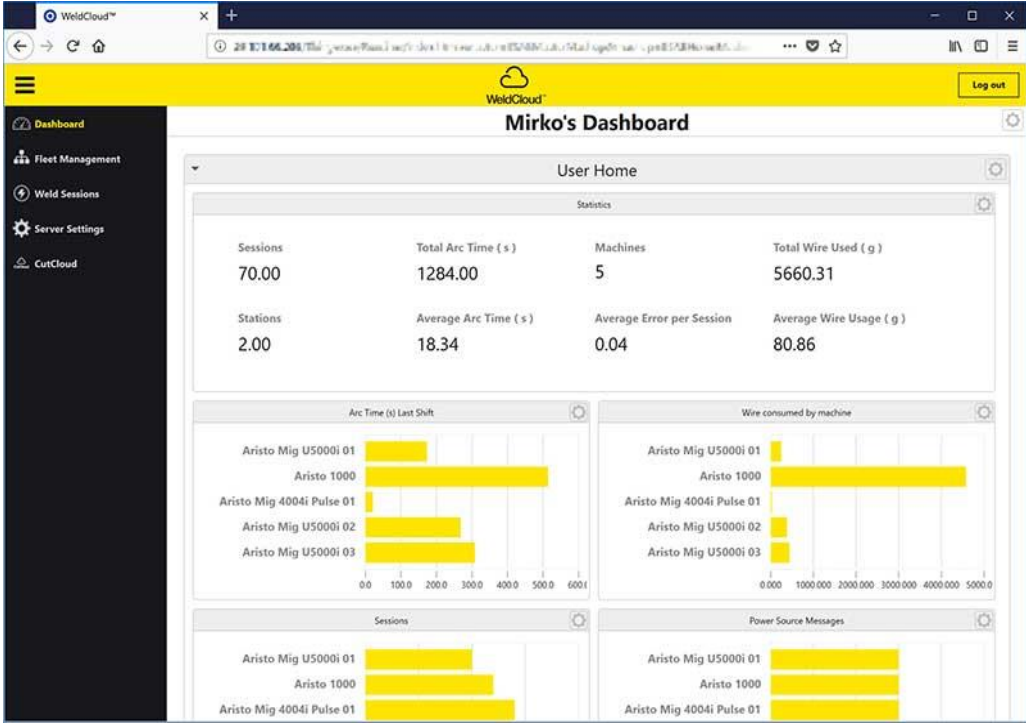 WeldCloud™
Log out
WeldCloud™
Dashboard
Fleet Management
Weld Sessions
Server Settings
CutCloud
Mirko's Dashboard
User Home
Statistics
Sessions Total Arc Time ( s ) Machines Total Wire Used ( g )
70.00 1284.00 5 5660.31
Stations Average Arc Time ( s ) Average Error per Session Average Wire Usage ( g )
2.00 18.34 0.04 80.86
Arc Time (s) Last Shift
Aristo Mig U5000i 01
Aristo 1000
Aristo Mig 4004i Pulse 01
Aristo Mig U5000i 02
Aristo Mig U5000i 03
0.0 100.0 200.0 300.0 400.0 500.0
Wire consumed by machine
Aristo Mig U5000i 01
Aristo 1000
Aristo Mig 4004i Pulse 01
Aristo Mig U5000i 02
Aristo Mig U5000i 03
0.000 1000.000 2000.000 3000.000 4000.000 5000.0
Sessions
Aristo Mig U5000i 01
Aristo 1000
Aristo Mig 4004i Pulse 01
Power Source Messages
Aristo Mig U5000i 01
Aristo 1000
Aristo Mig 4004i Pulse 01